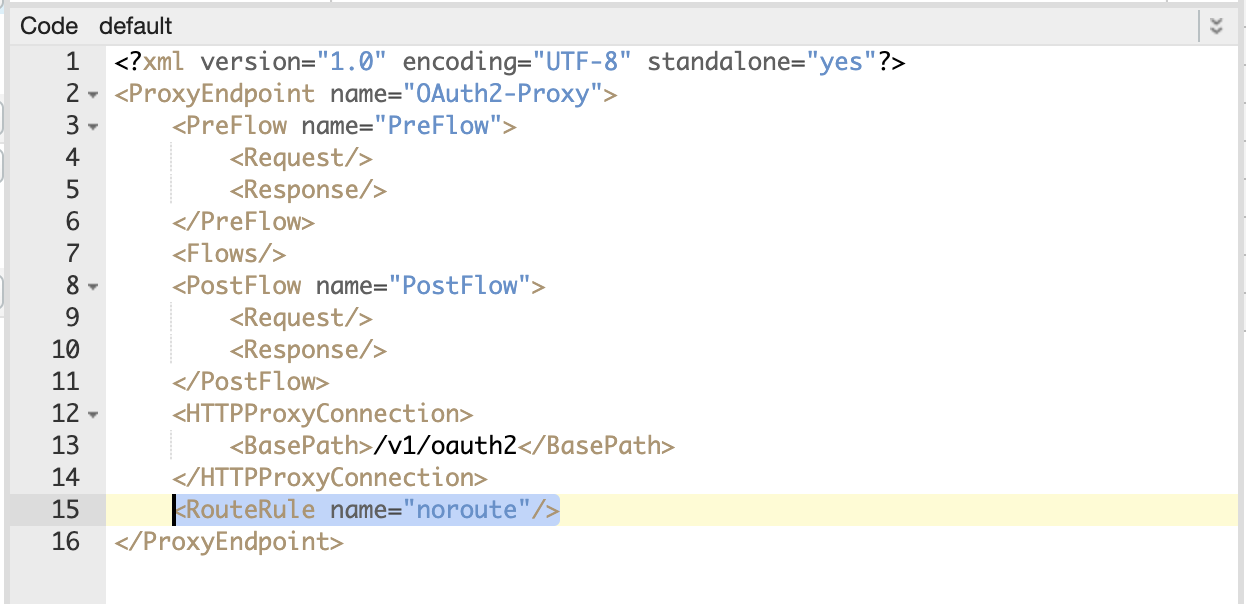 Code default
1 <?xml version="1.0" encoding="UTF-8" standalone="yes"?>
2 <ProxyEndpoint name="OAuth2-Proxy">
3 <PreFlow name="PreFlow">
4 <Request/>
5 <Response/>
6 </PreFlow>
7 <Flows/>
8 <PostFlow name="PostFlow">
9 <Request/>
10 <Response/>
11 </PostFlow>
12 <HTTPProxyConnection>
13 <BasePath>/v1/oauth2</BasePath>
14 </HTTPProxyConnection>
15 <RouteRule name="noroute"/>
16 </ProxyEndpoint>